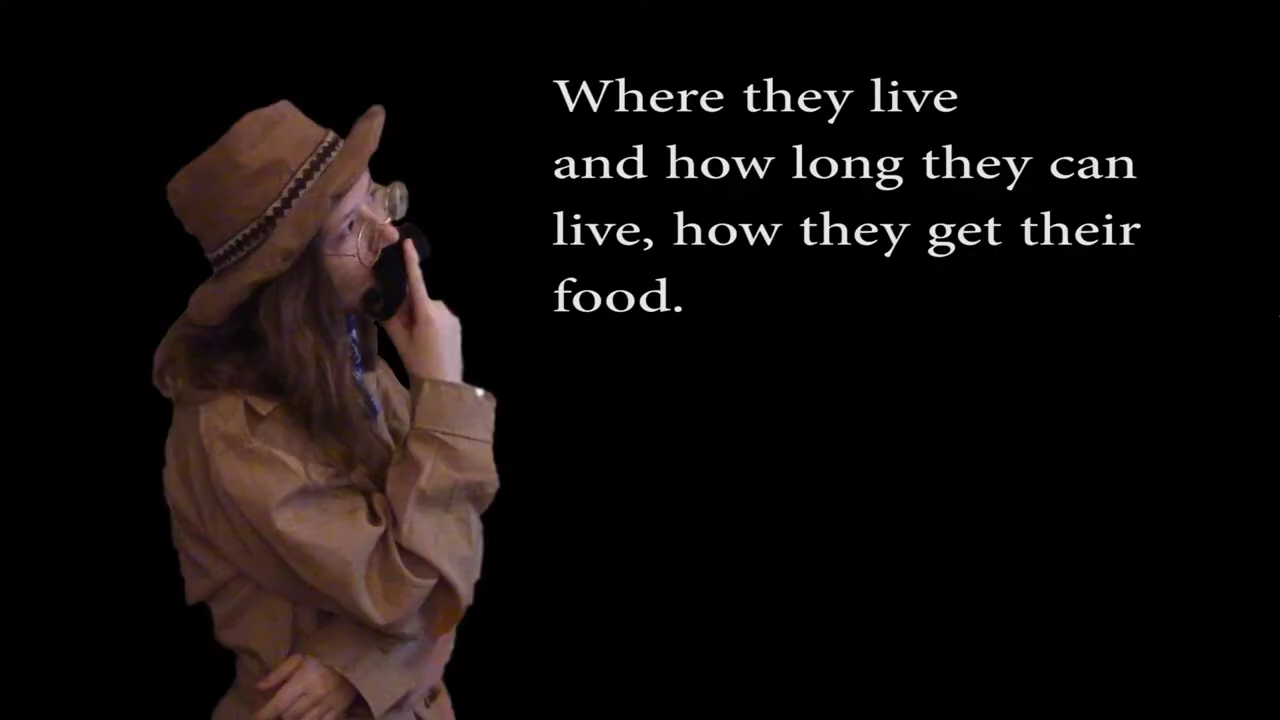 Where they live
and how long they can
live, how they get their
food.